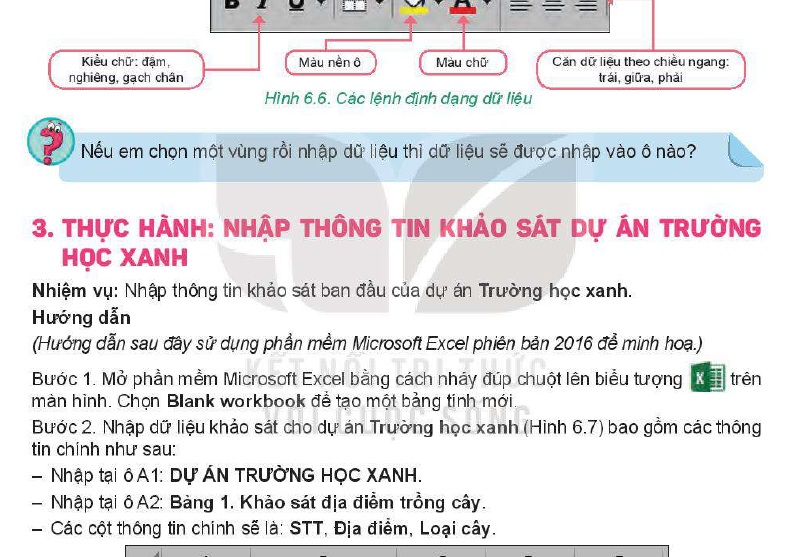 B I U A
Kiểu chữ: đậm,
nghiêng, gạch chân
Màu nền ô
Màu chữ
Căn dữ liệu theo chiều ngang:
trái, giữa, phải
Hình 6.6. Các lệnh định dạng dữ liệu
Nếu em chọn một vùng rồi nhập dữ liệu thì dữ liệu sẽ được nhập vào ô nào?
3. THỰC HÀNH: NHẬP THÔNG TIN KHẢO SÁT DỰ ÁN TRƯỜNG
HỌC XANH
Nhiệm vụ: Nhập thông tin khảo sát ban đầu của dự án Trường học xanh.
Hướng dẫn
(Hướng dẫn sau đây sử dụng phần mềm Microsoft Excel phiên bản 2016 để minh hoạ.)
KẾT NỐI TRI THỨC
Bước 1. Mở phần mềm Microsoft Excel bằng cách nháy đúp chuột lên biểu tượng X trên
màn hình. Chọn Blank workbook để tạo một bảng tính mới.
VỚI CUỘC SỐNG
Bước 2. Nhập dữ liệu khảo sát cho dự án Trường học xanh (Hình 6.7) bao gồm các thông
tin chính như sau:
– Nhập tại ô A1: DỰ ÁN TRƯỜNG HỌC XANH.
– Nhập tại ô A2: Bảng 1. Khảo sát địa điểm trồng cây.
– Các cột thông tin chính sẽ là: STT, Địa điểm, Loại cây.